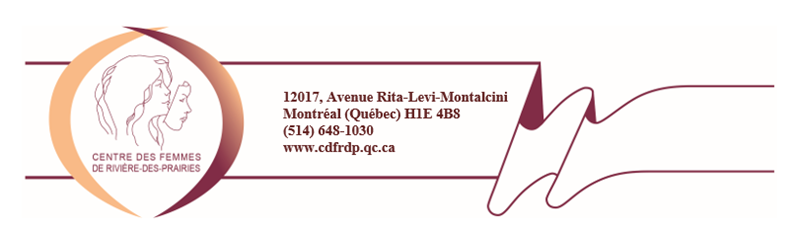 CENTRE DES FEMMES
DE RIVIÈRE-DES-PRAIRIES
12017, Avenue Rita-Levi-Montalcini
Montréal (Québec) H1E 4B8
(514) 648-1030
www.cdfrdp.qc.ca